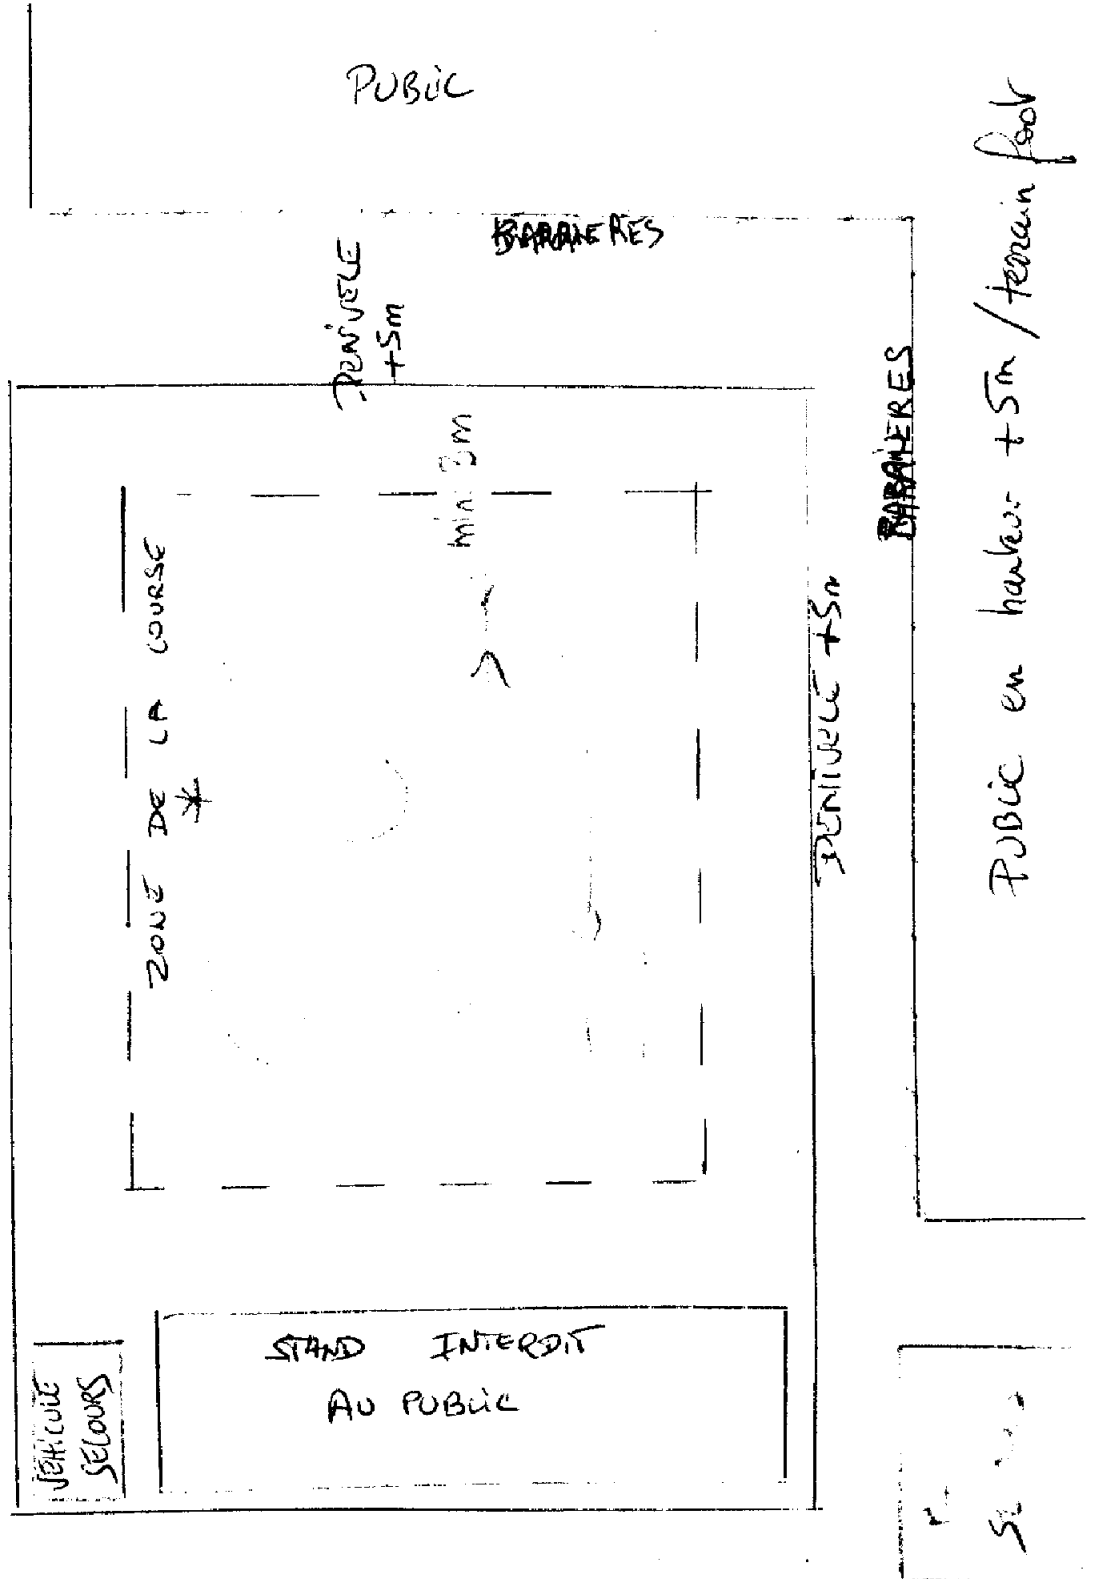 PUBLIC
BARRIERES
DENIVELE
+5m
min 3m
ZONE DE LA COURSE
BARRIERES
DENIVELE +5m
PUBLIC en hauteur +5m / terrain foot
STAND INTERDIT
AU PUBLIC
VEHICULE
SECOURS